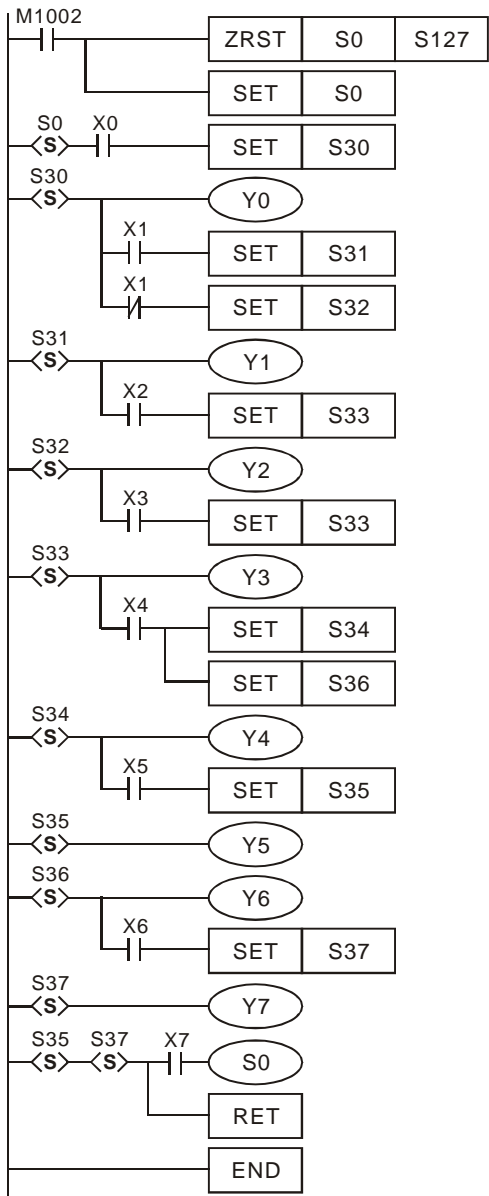 M1002
ZRST S0 S127
SET S0
S0 X0
S SET S30
S30
S Y0
X1
SET S31
X1
SET S32
S31
S Y1
X2
SET S33
S32
S Y2
X3
SET S33
S33
S Y3
X4
SET S34
SET S36
S34
S Y4
X5
SET S35
S35
S Y5
S36
S Y6
X6
SET S37
S37
S Y7
S35 S37 X7
S S S0
RET
END